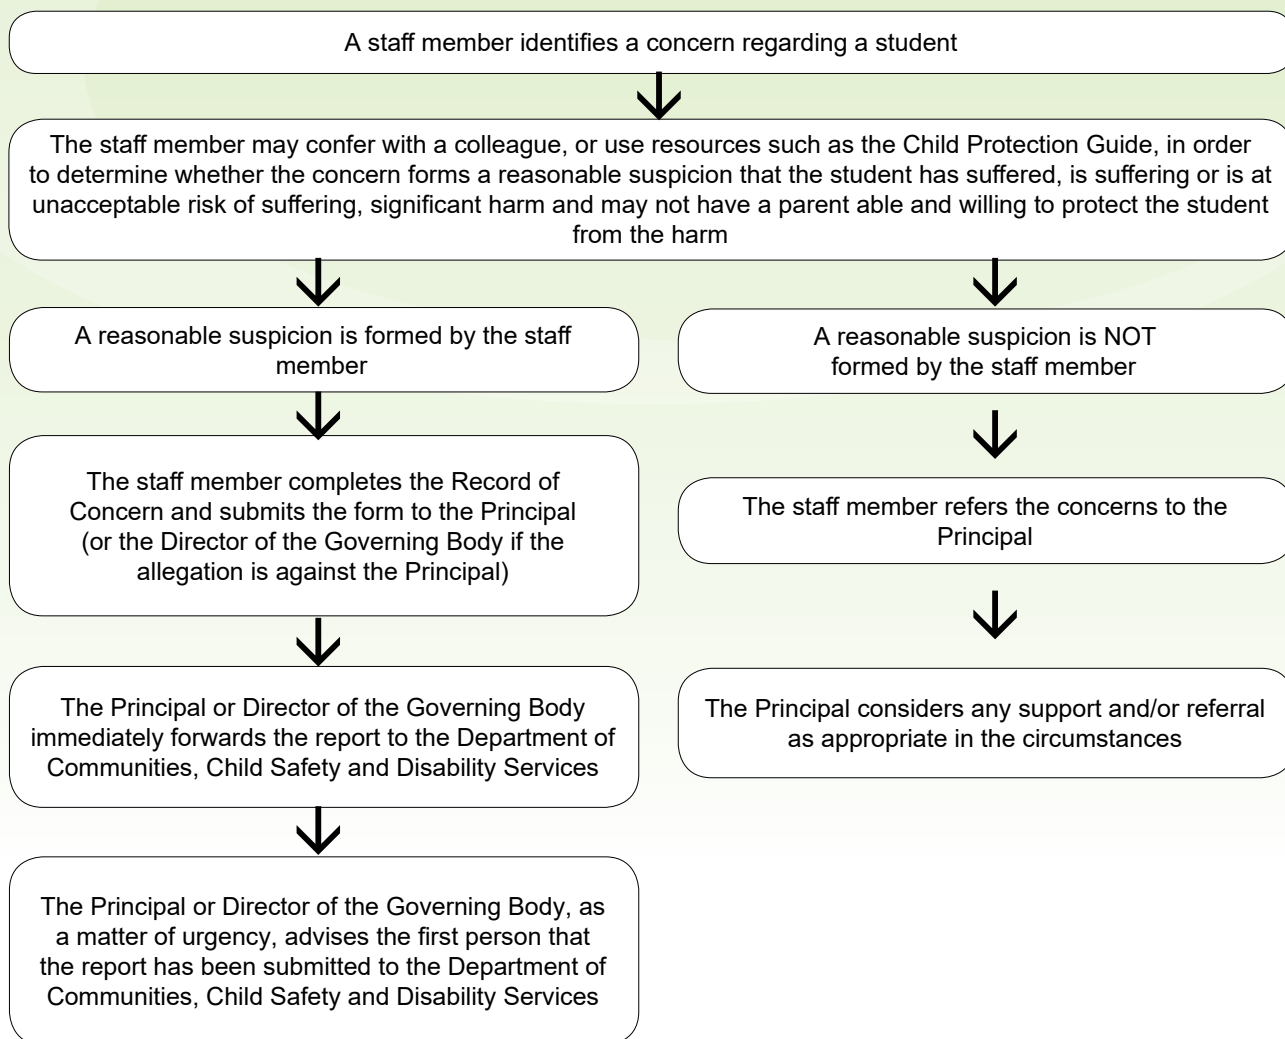 A staff member identifies a concern regarding a student
The staff member may confer with a colleague, or use resources such as the Child Protection Guide, in order
to determine whether the concern forms a reasonable suspicion that the student has suffered, is suffering or is at
unacceptable risk of suffering, significant harm and may not have a parent able and willing to protect the student
from the harm
A reasonable suspicion is formed by the staff
member
The staff member completes the Record of
Concern and submits the form to the Principal
(or the Director of the Governing Body if the
allegation is against the Principal)
The Principal or Director of the Governing Body
immediately forwards the report to the Department of
Communities, Child Safety and Disability Services
The Principal or Director of the Governing Body, as
a matter of urgency, advises the first person that
the report has been submitted to the Department of
Communities, Child Safety and Disability Services
A reasonable suspicion is NOT
formed by the staff member
The staff member refers the concerns to the
Principal
The Principal considers any support and/or referral
as appropriate in the circumstances